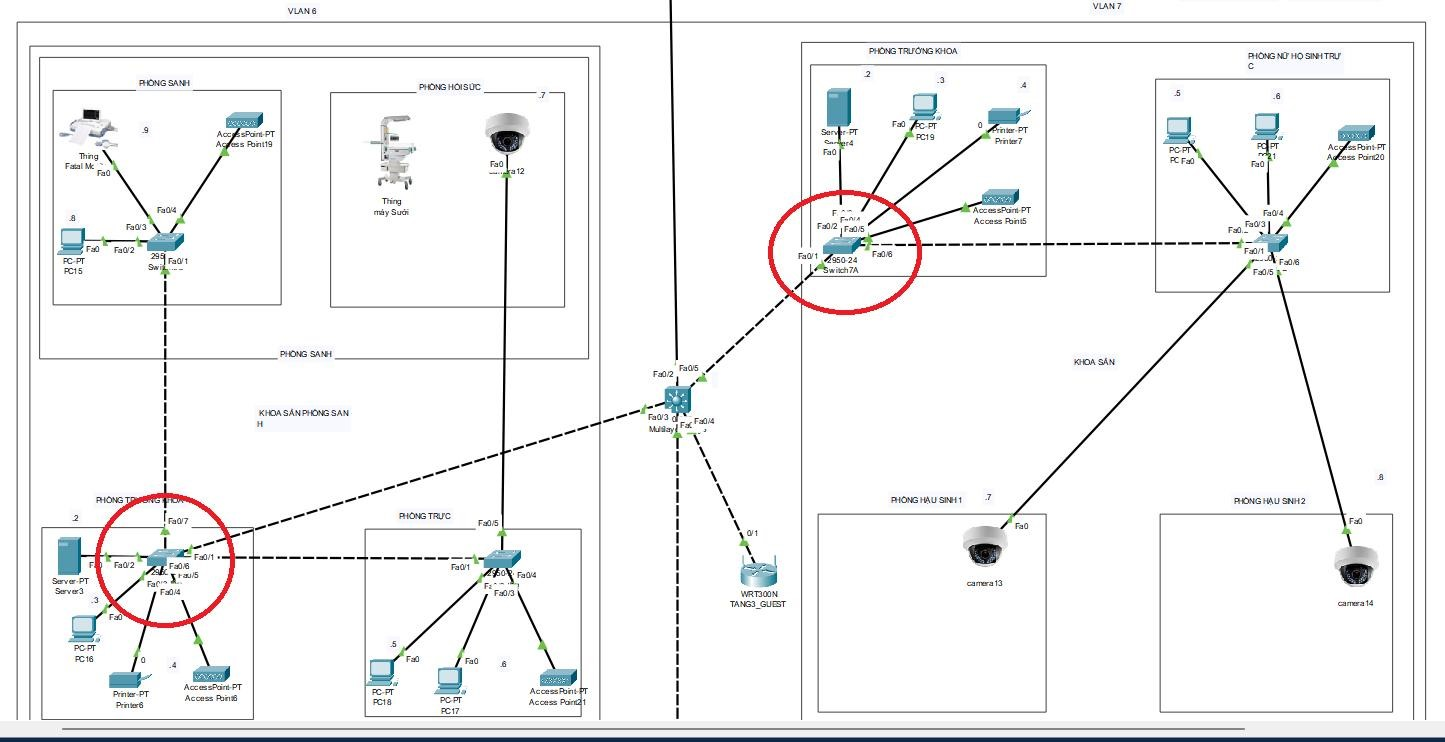 VLAN 6
VLAN 7
PHÒNG SANH
.9
Thing
Fa0
AccessPoint-PT
Access Point19
Fa0/4
Fa0/3
.8
Fa0
Fa0/2
Fa0/1
PC-PT
PC15
PHÒNG HỒI SỨC
.7
Fa0
Thing
máy Sưởi
PHÒNG SANH
KHOA SẢN PHÒNG SAN
H
Fa0/7
.2
Fa0/2
Fa0/1
Fa0/6
Fa0/4
Server-PT
Server3
.3
Fa0
PC-PT
PC16
0
.4
Printer-PT
Printer6
AccessPoint-PT
Access Point6
PHÒNG TRỰC
Fa0/5
Fa0/1
Fa0/4
Fa0/3
.5
Fa0
Fa0
.6
PC-PT
PC18
PC-PT
PC17
AccessPoint-PT
Access Point21
Fa0/2
Fa0/5
Fa0/3
Fa0/4
0/1
WRT300N
TANG3_GUEST
PHÒNG TRƯỞNG KHOA
.2
.3
.4
Server-PT
Fa0
Fa0
PC-PT
PC19
0
Printer-PT
Printer7
AccessPoint-PT
Access Point5
Fa0/2
Fa0/5
Fa0/1
Fa0/6
2950-24
Switch7A
PHÒNG NỮ HỘ SINH TRỰ
C
.5
.6
PC-PT
Fa0
PC-PT
Fa0
AccessPoint-PT
Access Point20
Fa0/4
Fa0/3
Fa0/1
Fa0/6
Fa0/5
KHOA SẢN
PHÒNG HẬU SINH 1
.7
Fa0
camera13
PHÒNG HẬU SINH 2
.8
Fa0
camera14